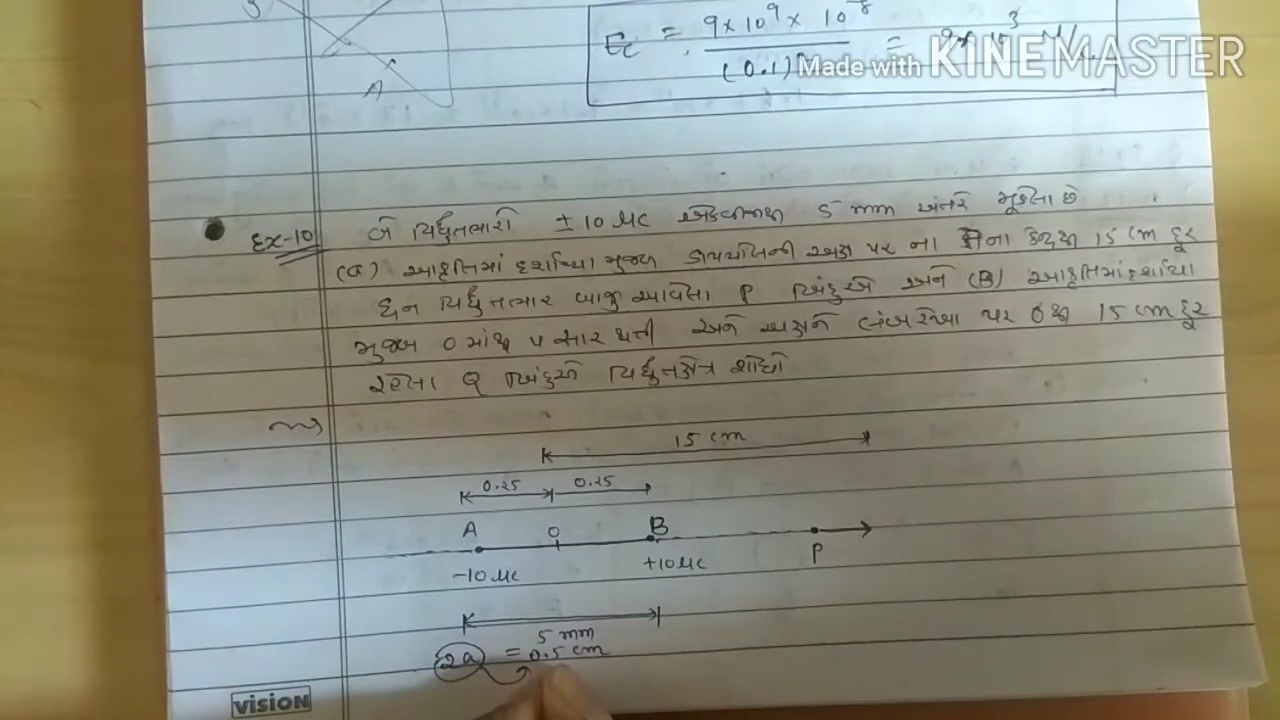 Ec = 9×10⁹ × 10⁻⁸ / (0.1)² = 9×10³ N/C
Made with KINEMASTER
A
Ex-10 બે વિદ્યુતભારો ±10 μC એકબીજાથી 5 mm અંતરે મૂકેલા છે
(a) આકૃતિમાં દર્શાવ્યા મુજબ ડાયપોલની અક્ષ પર ના કેન્દ્રથી 15 cm દૂર
ધન વિદ્યુતભાર બાજુ આવેલા P બિંદુએ અને (B) આકૃતિમાં દર્શાવ્યા
મુજબ O માંથી પસાર થતી અને અક્ષને લંબરેખા પર 15 cm દૂર
રહેલા Q બિંદુએ વિદ્યુતક્ષેત્ર શોધો
15 cm
0.25 0.25
A O B P
-10 μC +10 μC
5 mm
2a = 0.5 cm
vision